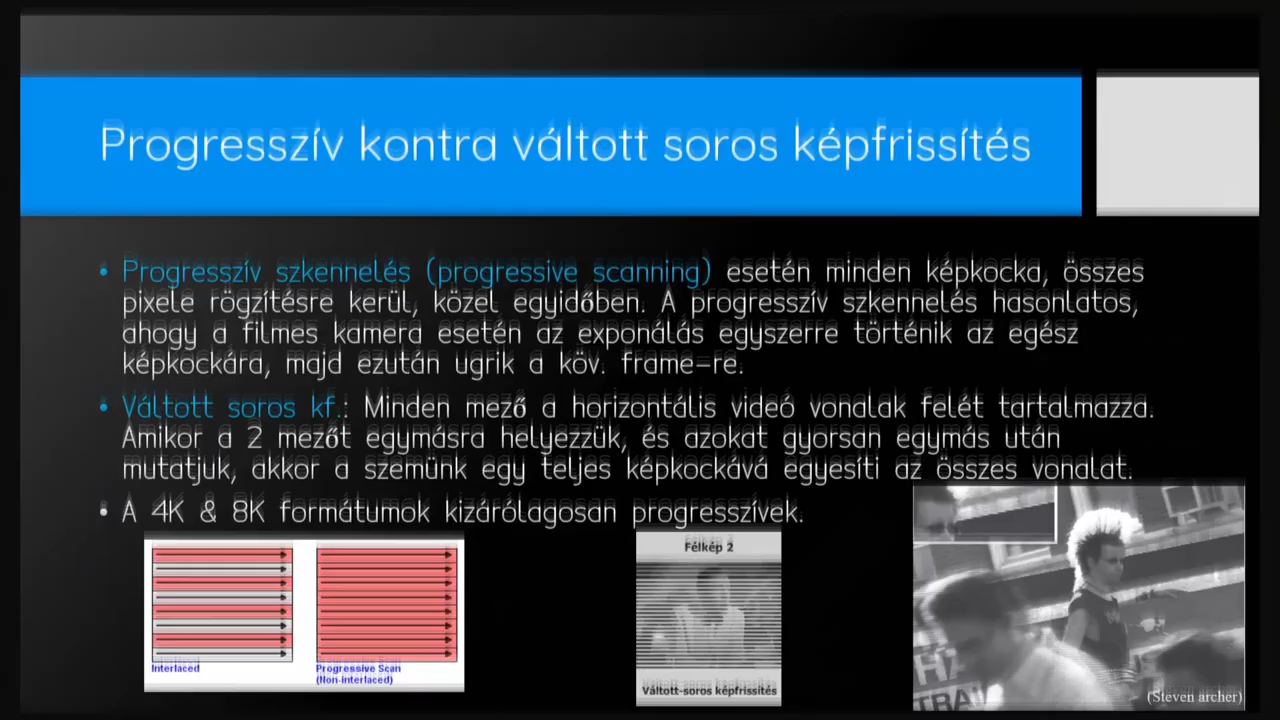 Progresszív kontra váltott soros képfrissítés
• Progresszív szkennelés (progressive scanning) esetén minden képkocka, összes
pixele rögzítésre kerül, közel egyidőben. A progresszív szkennelés hasonlatos,
ahogy a filmes kamera esetén az exponálás egyszerre történik az egész
képkockára, majd ezután ugrik a köv. frame-re.
• Váltott soros kf.: Minden mező a horizontális videó vonalak felét tartalmazza.
Amikor a 2 mezőt egymásra helyezzük, és azokat gyorsan egymás után
mutatjuk, akkor a szemünk egy teljes képkockává egyesíti az összes vonalat.
• A 4K & 8K formátumok kizárólagosan progresszívek.
Interlaced
Progressive Scan
(Non-interlaced)
Félkép 2
Váltott-soros képfrissítés
TRA
(Steven archer)